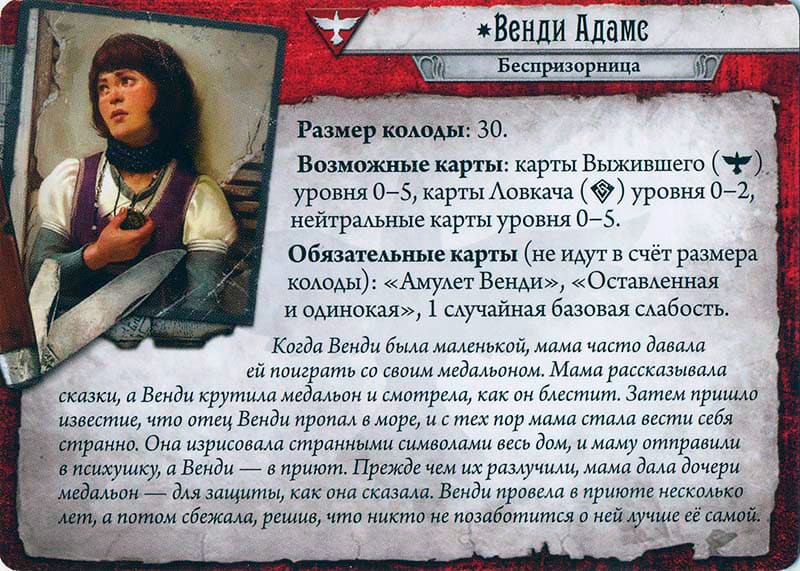 Венди Адамс
Беспризорница
Размер колоды: 30.
Возможные карты: карты Выжившего ( )
уровня 0–5, карты Ловкача ( ) уровня 0–2,
нейтральные карты уровня 0–5.
Обязательные карты (не идут в счёт размера
колоды): «Амулет Венди», «Оставленная
и одинокая», 1 случайная базовая слабость.
Когда Венди была маленькой, мама часто давала
ей поиграть со своим медальоном. Мама рассказывала
сказки, а Венди крутила медальон и смотрела, как он блестит. Затем пришло
известие, что отец Венди пропал в море, и с тех пор мама стала вести себя
странно. Она изрисовала странными символами весь дом, и маму отправили
в психушку, а Венди — в приют. Прежде чем их разлучили, мама дала дочери
медальон — для защиты, как она сказала. Венди провела в приюте несколько
лет, а потом сбежала, решив, что никто не позаботится о ней лучше её самой.